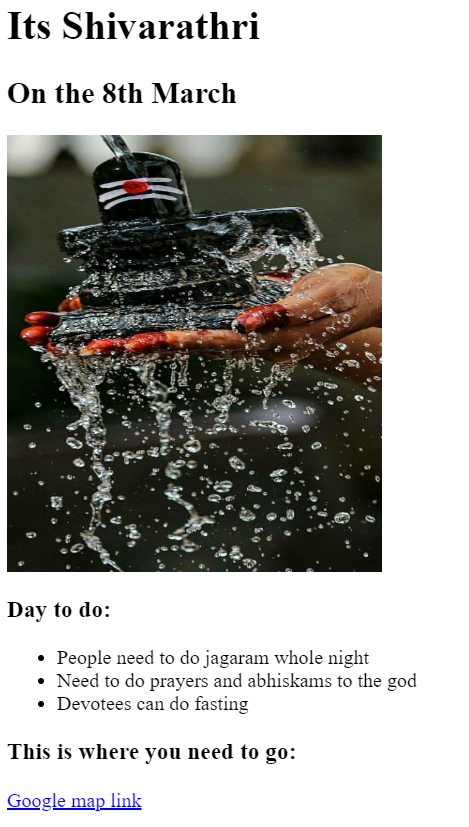 Its Shivarathri
On the 8th March
Day to do:
People need to do jagaram whole night
Need to do prayers and abhiskams to the god
Devotees can do fasting
This is where you need to go:
Google map link